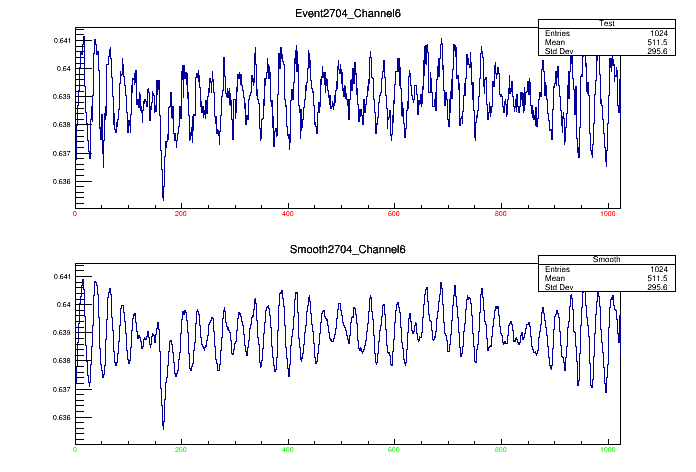 Event2704_Channel6
Test
Entries 1024
Mean 511.5
Std Dev 295.6
0.641
0.64
0.639
0.638
0.637
0.636
0 200 400 600 800 1000
Smooth2704_Channel6
Smooth
Entries 1024
Mean 511.5
Std Dev 295.6
0.641
0.64
0.639
0.638
0.637
0.636
0 200 400 600 800 1000